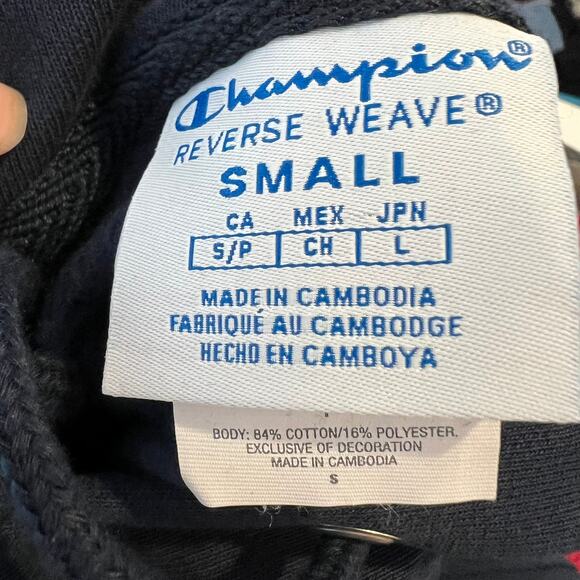 Champion®
REVERSE WEAVE®
SMALL
CA MEX JPN
S/P CH L
MADE IN CAMBODIA
FABRIQUÉ AU CAMBODGE
HECHO EN CAMBOYA
BODY: 84% COTTON/16% POLYESTER.
EXCLUSIVE OF DECORATION
MADE IN CAMBODIA
S